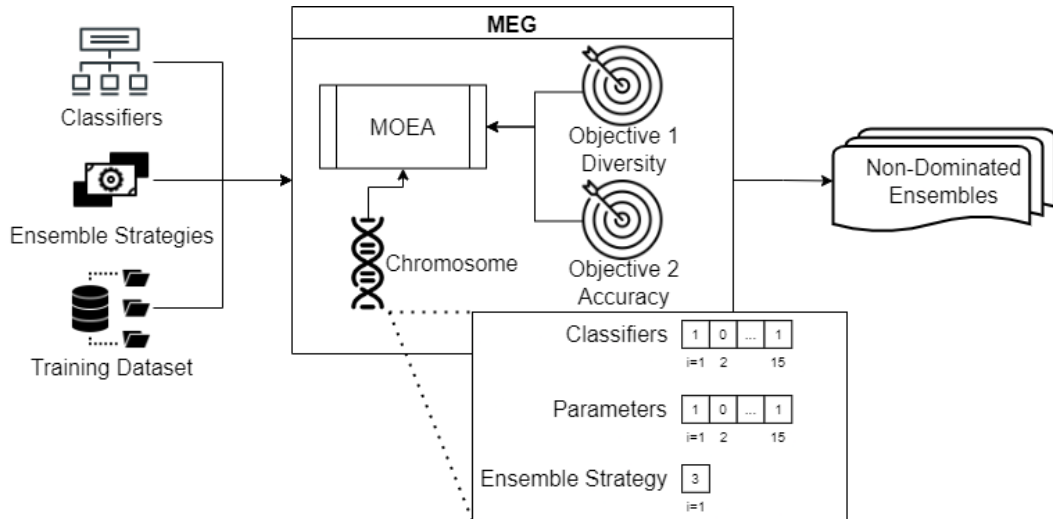 MEG
Classifiers
Ensemble Strategies
Training Dataset
MOEA
Chromosome
Objective 1
Diversity
Objective 2
Accuracy
Non-Dominated
Ensembles
Classifiers 1 0 ... 1
i=1 2 15
Parameters 1 0 ... 1
i=1 2 15
Ensemble Strategy 3
i=1